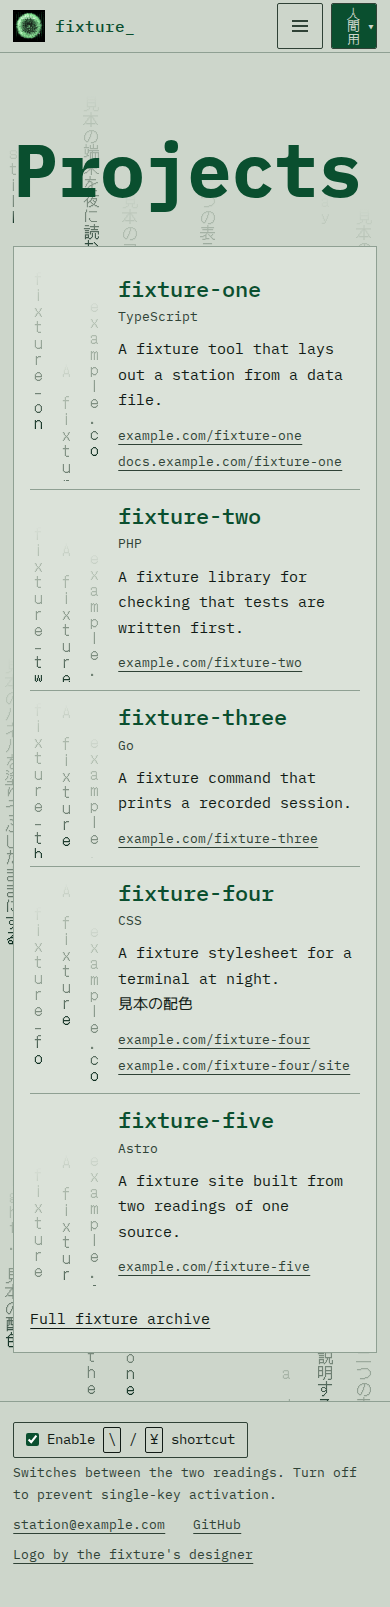 fixture_
人間用
Projects
fixture-one
TypeScript
A fixture tool that lays
out a station from a data
file.
example.com/fixture-one
docs.example.com/fixture-one
fixture-two
PHP
A fixture library for
checking that tests are
written first.
example.com/fixture-two
fixture-three
Go
A fixture command that
prints a recorded session.
example.com/fixture-three
fixture-four
CSS
A fixture stylesheet for a
terminal at night.
見本の配色
example.com/fixture-four
example.com/fixture-four/site
fixture-five
Astro
A fixture site built from
two readings of one
source.
example.com/fixture-five
Full fixture archive
Enable \ / ¥ shortcut
Switches between the two readings. Turn off
to prevent single-key activation.
station@example.com GitHub
Logo by the fixture's designer